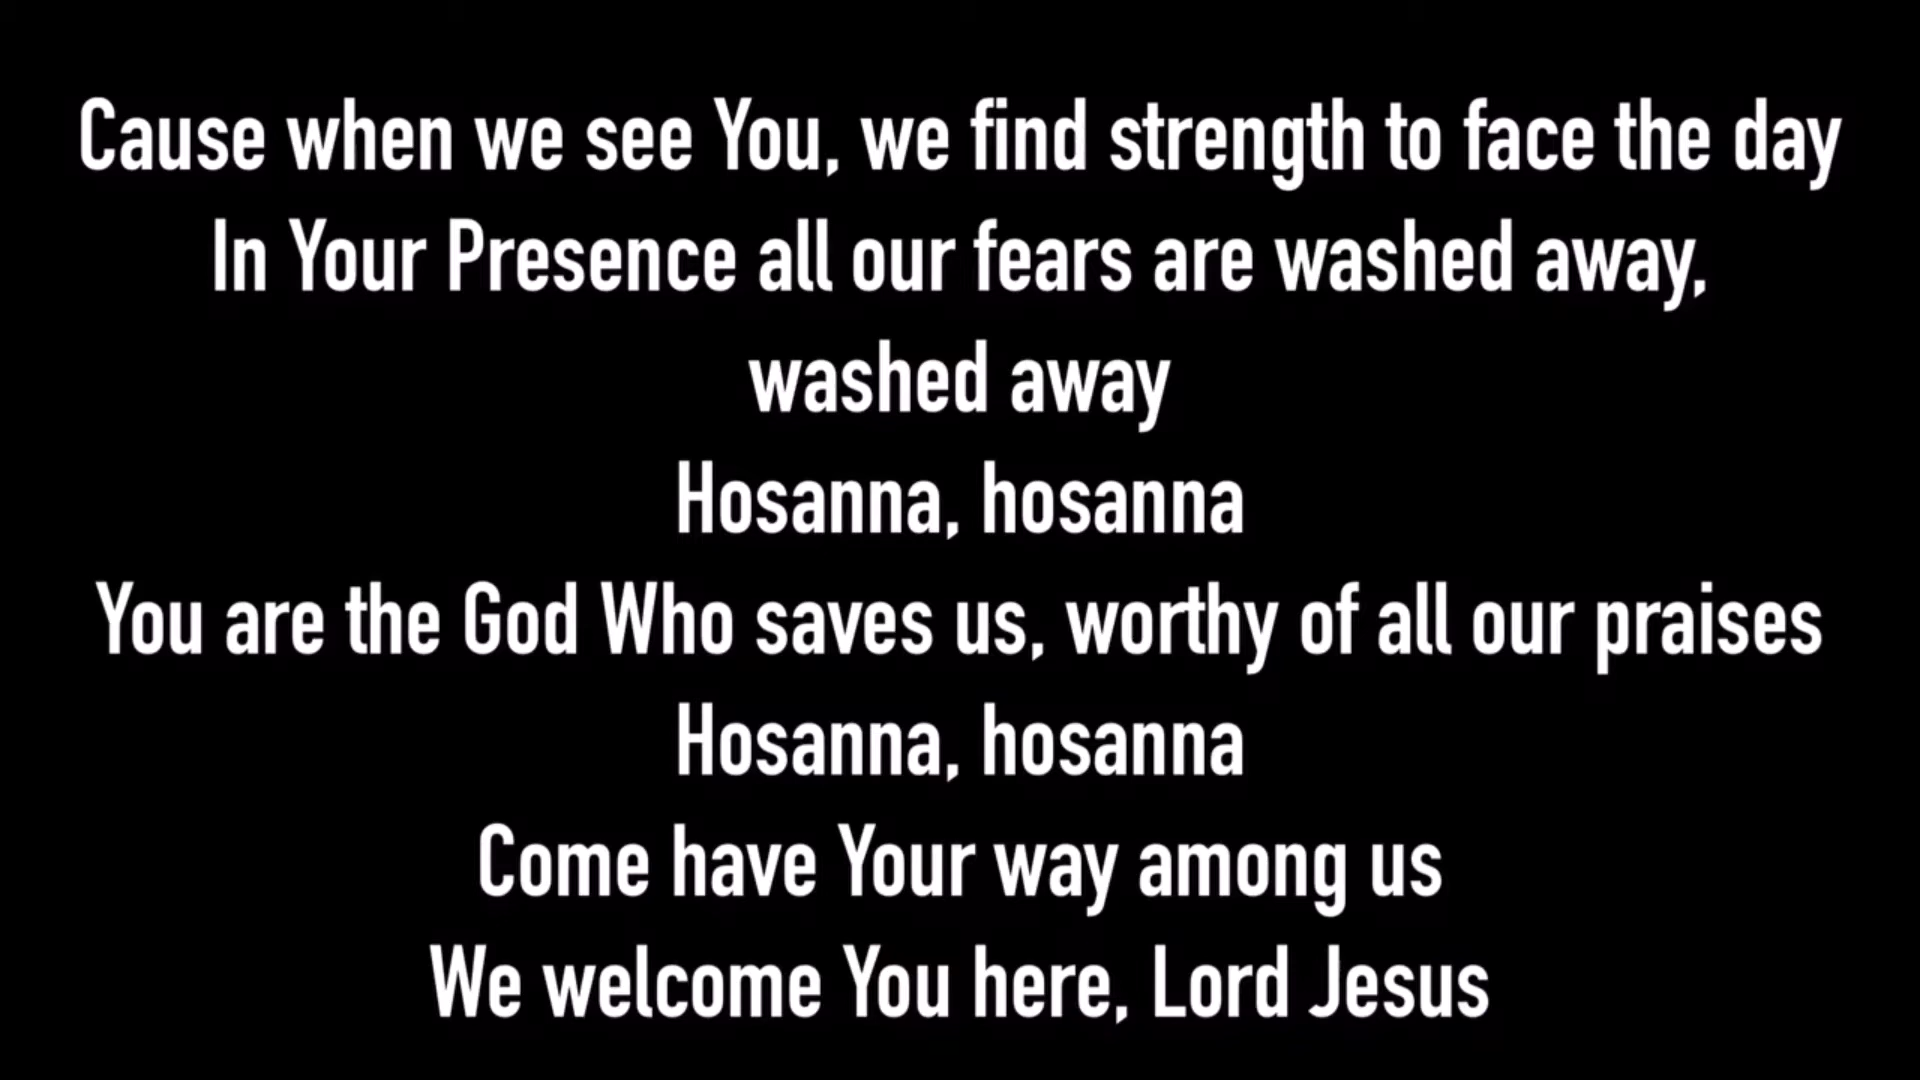 Cause when we see You, we find strength to face the day
In Your Presence all our fears are washed away,
washed away
Hosanna, hosanna
You are the God Who saves us, worthy of all our praises
Hosanna, hosanna
Come have Your way among us
We welcome You here, Lord Jesus